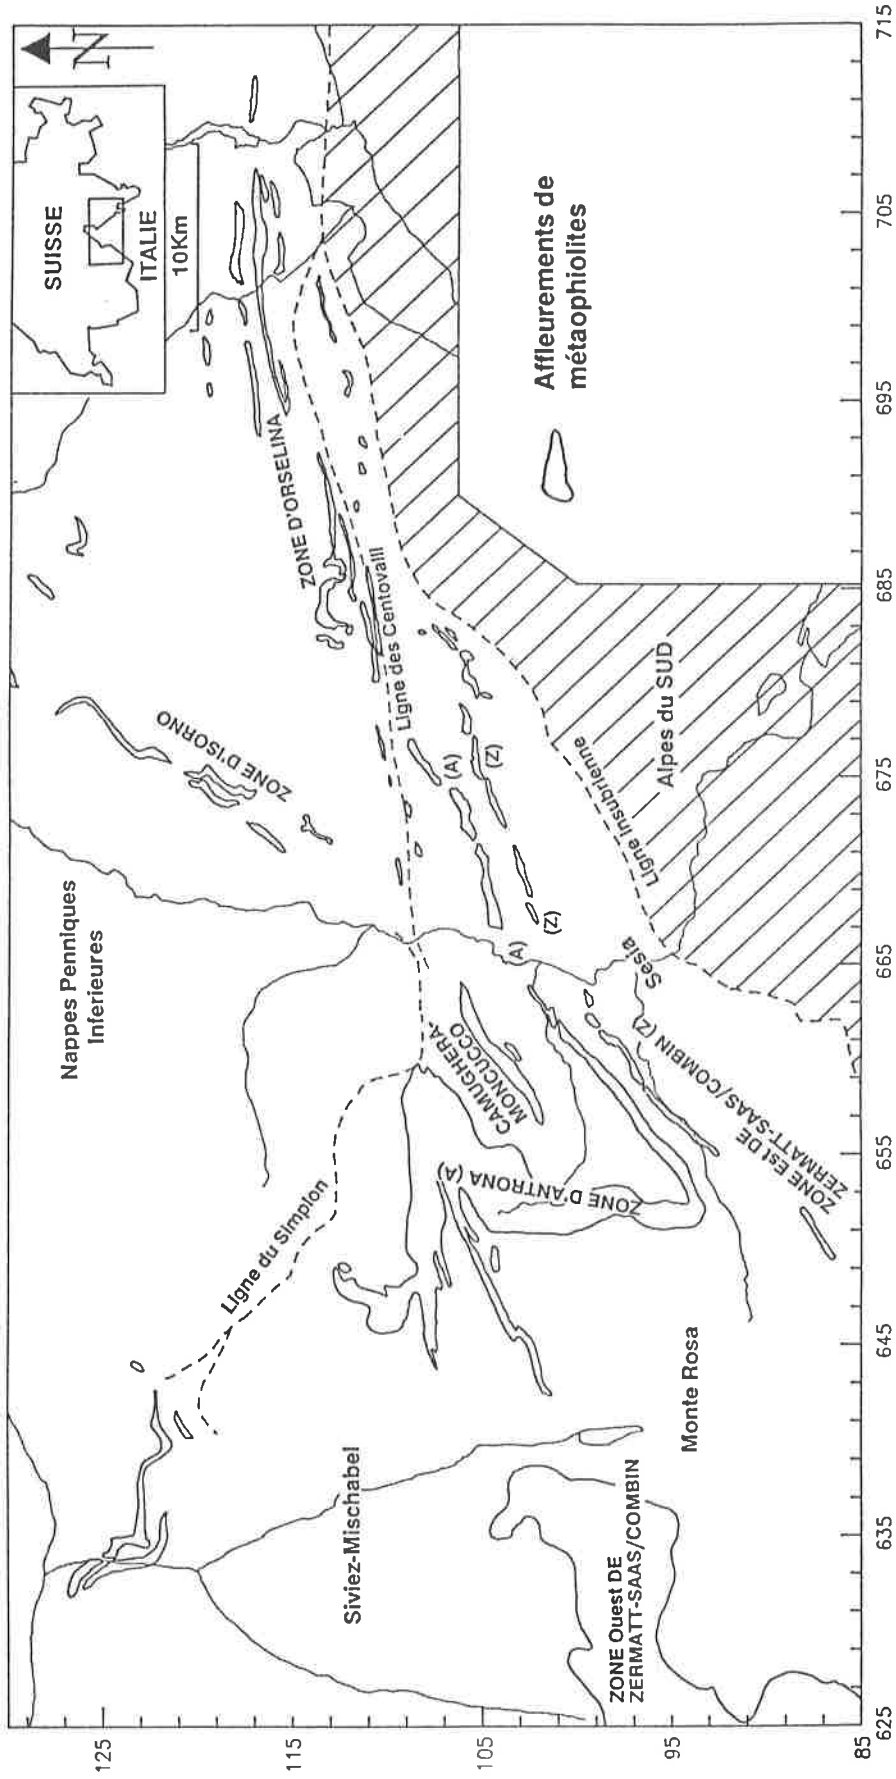 N
SUISSE
ITALIE
10Km
Nappes Penniques
Inferieures
ZONE D'ISORNO
ZONE D'ORSELINA
Ligne des Centovalli
Ligne du Simplon
CAMUGHERA-
MONCUCCO
ZONE D'ANTRONA (A)
(A)
(A)
(Z)
(Z)
Siviez-Mischabel
Monte Rosa
Sesia
Ligne Insubrienne
Alpes du SUD
ZONE Est DE
ZERMATT-SAAS/COMBIN (Z)
ZONE Ouest DE
ZERMATT-SAAS/COMBIN
Affleurements de
métaophiolites
125
115
105
95
85
625
635
645
655
665
675
685
695
705
715